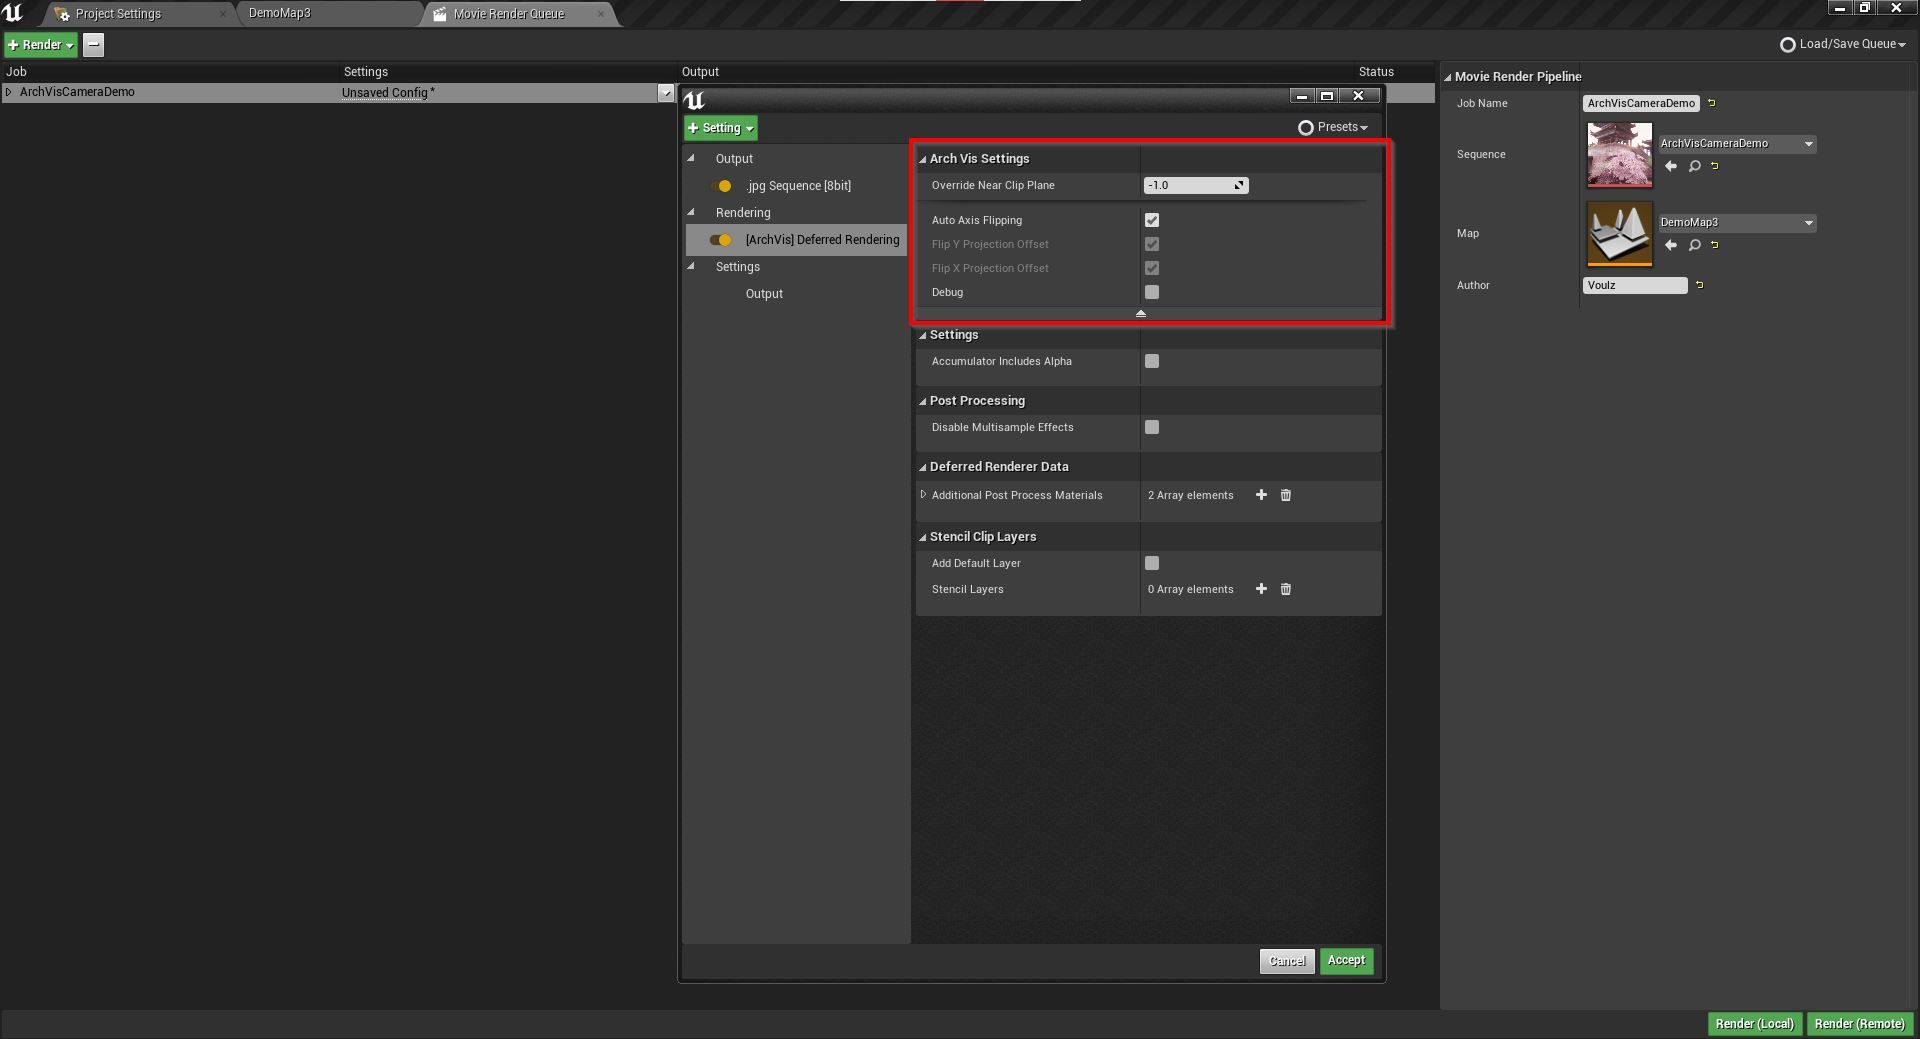 Project Settings
DemoMap3
Movie Render Queue
Render
Load/Save Queue
Job Settings Output Status
ArchVisCameraDemo Unsaved Config *
Setting
Presets
Output
.jpg Sequence [8bit]
Rendering
[ArchVis] Deferred Rendering
Settings
Output
Arch Vis Settings
Override Near Clip Plane -1.0
Auto Axis Flipping
Flip Y Projection Offset
Flip X Projection Offset
Debug
Settings
Accumulator Includes Alpha
Post Processing
Disable Multisample Effects
Deferred Renderer Data
Additional Post Process Materials 2 Array elements
Stencil Clip Layers
Add Default Layer
Stencil Layers 0 Array elements
Cancel
Accept
Movie Render Pipeline
Job Name ArchVisCameraDemo
Sequence ArchVisCameraDemo
Map DemoMap3
Author Voulz
Render (Local)
Render (Remote)